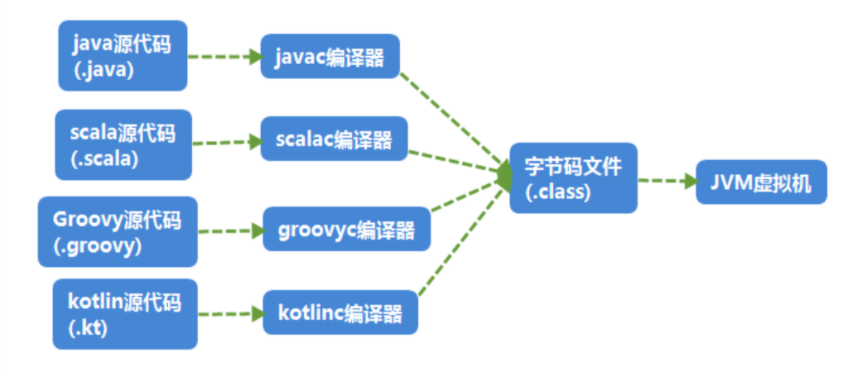 java源代码
(.java)
javac编译器
scala源代码
(.scala)
scalac编译器
Groovy源代码
(.groovy)
groovyc编译器
kotlin源代码
(.kt)
kotlinc编译器
字节码文件
(.class)
JVM虚拟机